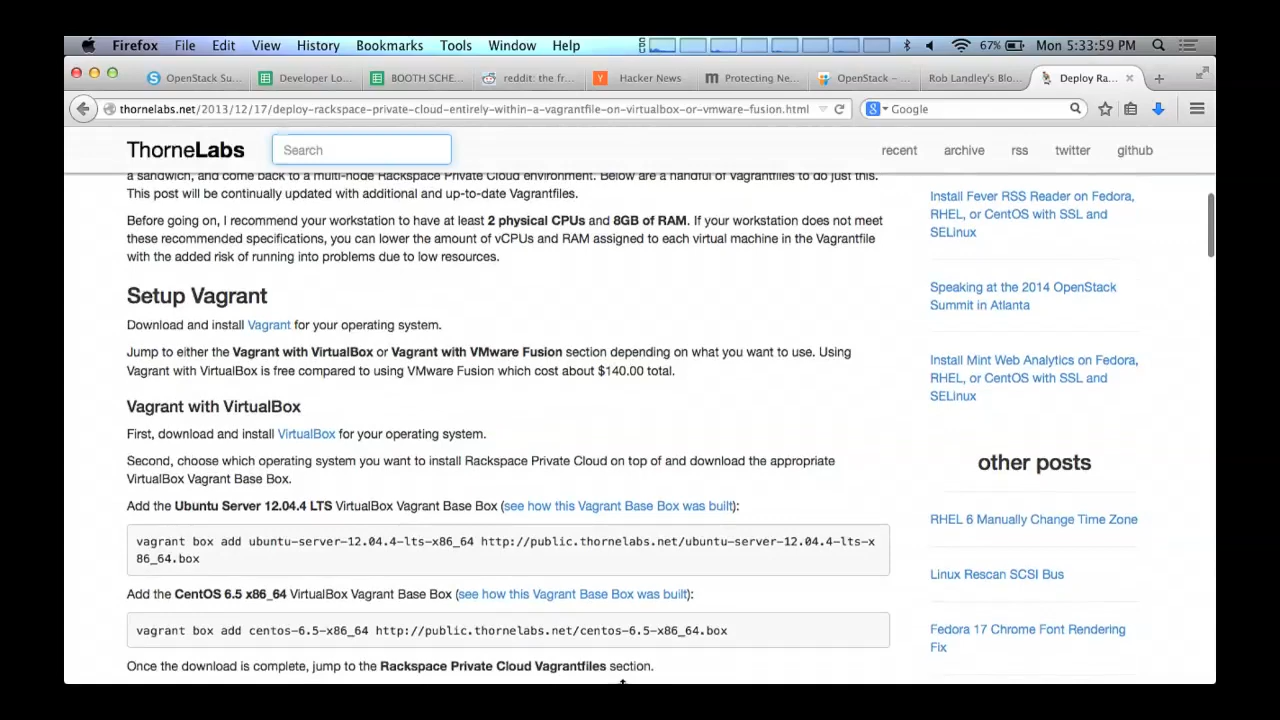 Firefox File Edit View History Bookmarks Tools Window Help 67% Mon 5:33:59 PM
OpenStack Su... Developer Lo... BOOTH SCHE... reddit: the fr... Hacker News Protecting Ne... OpenStack – ... Rob Landley's Blo... Deploy Ra...
thornelabs.net/2013/12/17/deploy-rackspace-private-cloud-entirely-within-a-vagrantfile-on-virtualbox-or-vmware-fusion.html Google
ThorneLabs Search recent archive rss twitter github
a sandwich, and come back to a multi-node Rackspace Private Cloud environment. Below are a handful of Vagrantfiles to do just this.
This post will be continually updated with additional and up-to-date Vagrantfiles.
Before going on, I recommend your workstation to have at least 2 physical CPUs and 8GB of RAM. If your workstation does not meet
these recommended specifications, you can lower the amount of vCPUs and RAM assigned to each virtual machine in the Vagrantfile
with the added risk of running into problems due to low resources.
Setup Vagrant
Download and install Vagrant for your operating system.
Jump to either the Vagrant with VirtualBox or Vagrant with VMware Fusion section depending on what you want to use. Using
Vagrant with VirtualBox is free compared to using VMware Fusion which cost about $140.00 total.
Vagrant with VirtualBox
First, download and install VirtualBox for your operating system.
Second, choose which operating system you want to install Rackspace Private Cloud on top of and download the appropriate
VirtualBox Vagrant Base Box.
Add the Ubuntu Server 12.04.4 LTS VirtualBox Vagrant Base Box (see how this Vagrant Base Box was built):
vagrant box add ubuntu-server-12.04.4-lts-x86_64 http://public.thornelabs.net/ubuntu-server-12.04.4-lts-x
86_64.box
Add the CentOS 6.5 x86_64 VirtualBox Vagrant Base Box (see how this Vagrant Base Box was built):
vagrant box add centos-6.5-x86_64 http://public.thornelabs.net/centos-6.5-x86_64.box
Once the download is complete, jump to the Rackspace Private Cloud Vagrantfiles section.
Install Fever RSS Reader on Fedora,
RHEL, or CentOS with SSL and
SELinux
Speaking at the 2014 OpenStack
Summit in Atlanta
Install Mint Web Analytics on Fedora,
RHEL, or CentOS with SSL and
SELinux
other posts
RHEL 6 Manually Change Time Zone
Linux Rescan SCSI Bus
Fedora 17 Chrome Font Rendering
Fix